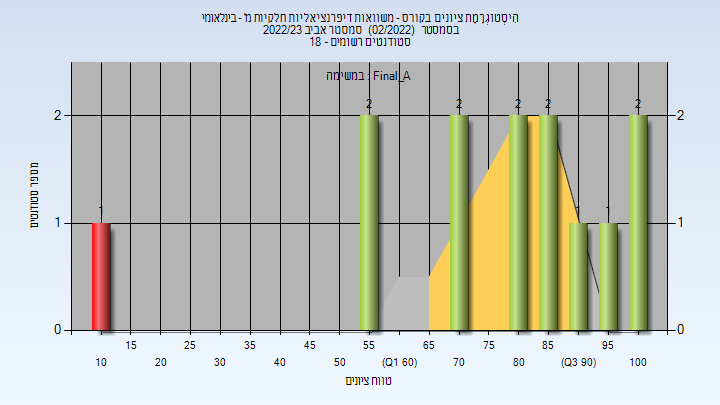 היסטוגרמת ציונים בקורס - משוואות דיפרנציאליות חלקיות מ' - בינלאומי
בסמסטר (02/2022) סמסטר אביב 2022/23
סטודנטים רשומים - 18
במשימה : Final_A
2 2 2 2 2
1 1 1
מספר סטודנטים
2 2
1 1
0 0
15 25 35 45 55 65 75 85 95
10 20 30 40 50 (Q1 60) 70 80 (Q3 90) 100
טווח ציונים